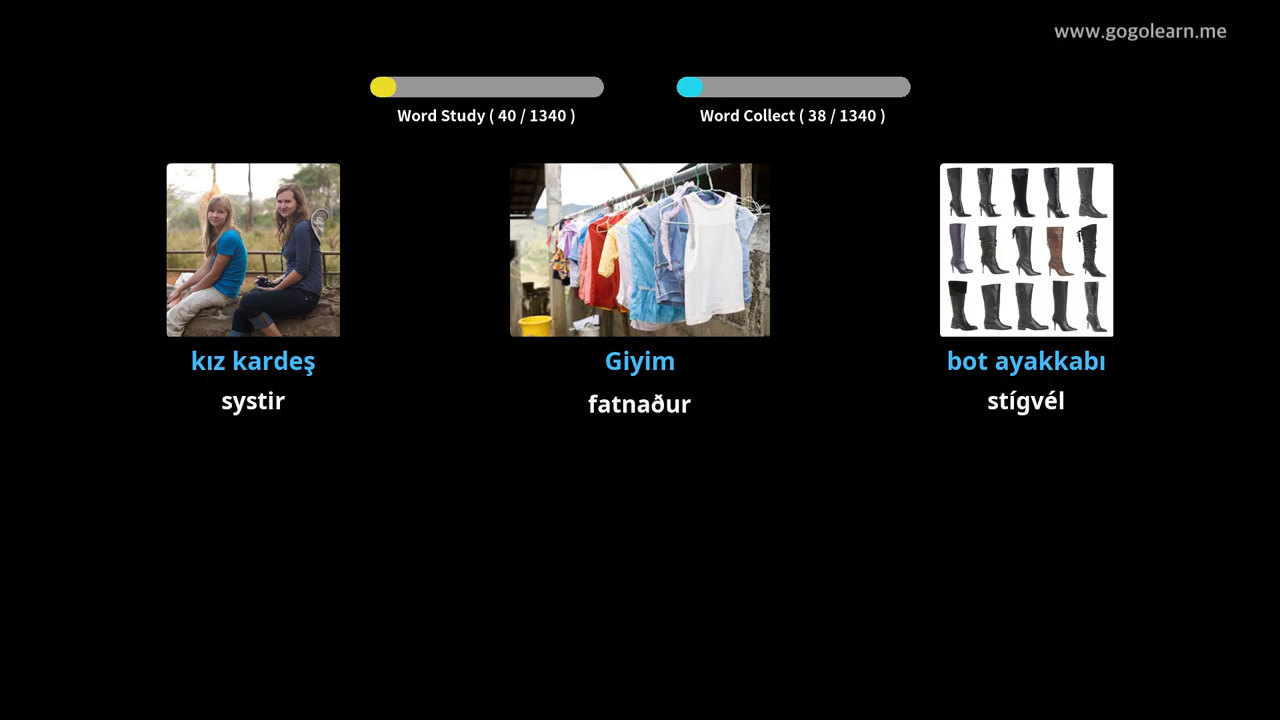 www.gogolearn.me
Word Study ( 40 / 1340 )
Word Collect ( 38 / 1340 )
kız kardeş
systir
Giyim
fatnaður
bot ayakkabı
stígvél